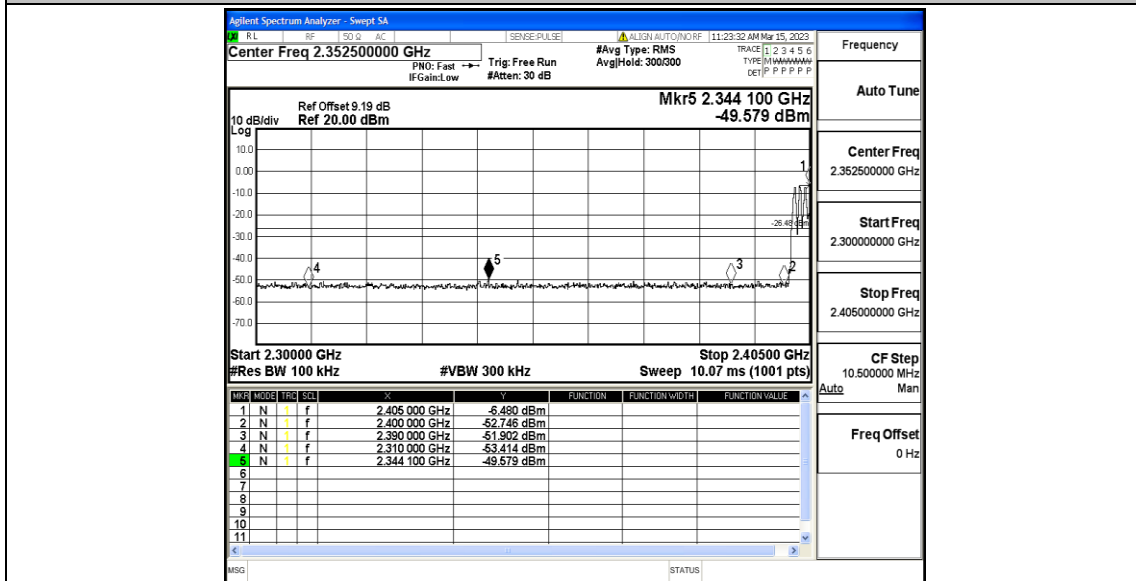 Agilent Spectrum Analyzer - Swept SA
RL RF 50 Ω AC SENSE:PULSE ALIGN AUTO/NO RF 11:23:32 AM Mar 15, 2023
Center Freq 2.352500000 GHz
PNO: Fast
IFGain:Low
Trig: Free Run
#Atten: 30 dB
#Avg Type: RMS
Avg|Hold: 300/300
TRACE 1 2 3 4 5 6
TYPE M
DET P P P P P P
Ref Offset 9.19 dB
10 dB/div Ref 20.00 dBm
Log
Mkr5 2.344 100 GHz
-49.579 dBm
10.0
0.00
-10.0
-20.0
-30.0
-40.0
-50.0
-60.0
-70.0
1
-26.48 dBm
4
5
3
2
Start 2.30000 GHz Stop 2.40500 GHz
#Res BW 100 kHz #VBW 300 kHz Sweep 10.07 ms (1001 pts)
MKR MODE TRC SCL X Y FUNCTION FUNCTION WIDTH FUNCTION VALUE
1 N 1 f 2.405 000 GHz -6.480 dBm
2 N 1 f 2.400 000 GHz -52.746 dBm
3 N 1 f 2.390 000 GHz -51.902 dBm
4 N 1 f 2.310 000 GHz -53.414 dBm
5 N 1 f 2.344 100 GHz -49.579 dBm
6
7
8
9
10
11
MSG STATUS
Frequency
Auto Tune
Center Freq
2.352500000 GHz
Start Freq
2.300000000 GHz
Stop Freq
2.405000000 GHz
CF Step
10.500000 MHz
Auto Man
Freq Offset
0 Hz